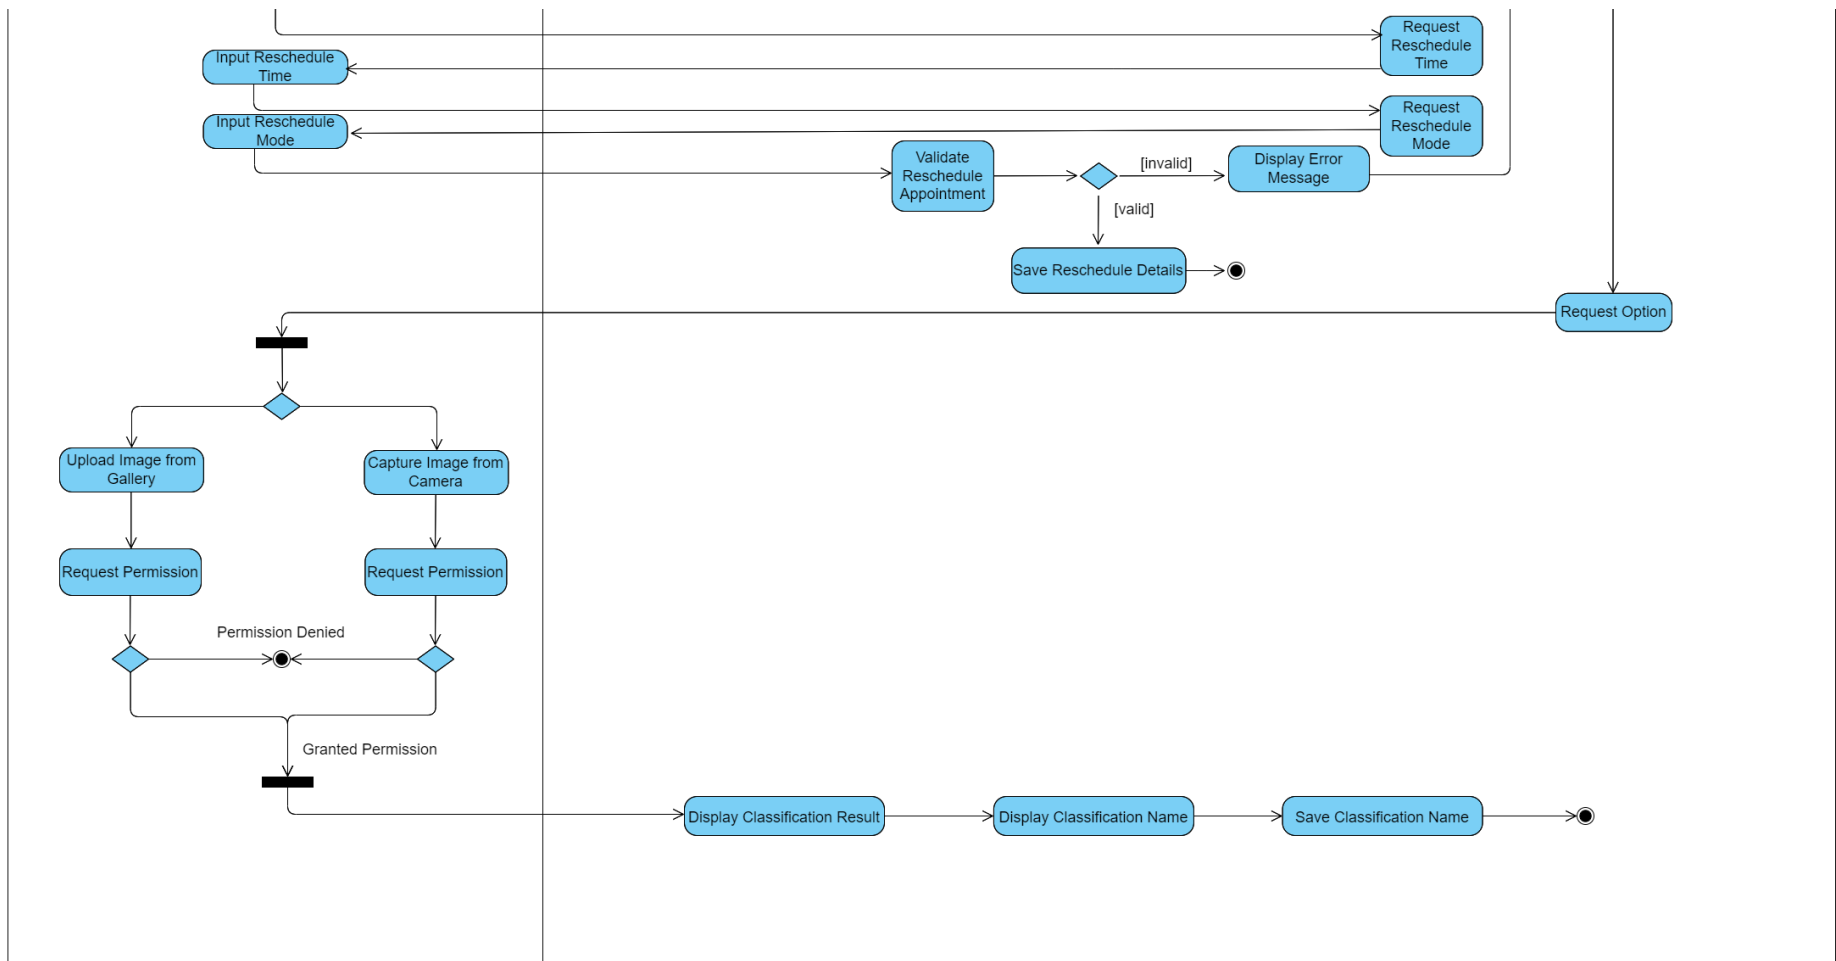 Request
Reschedule
Time
Input Reschedule
Time
Request
Reschedule
Mode
Input Reschedule
Mode
Validate
Reschedule
Appointment
[invalid]
Display Error
Message
[valid]
Save Reschedule Details
Request Option
Upload Image from
Gallery
Capture Image from
Camera
Request Permission
Request Permission
Permission Denied
Granted Permission
Display Classification Result
Display Classification Name
Save Classification Name